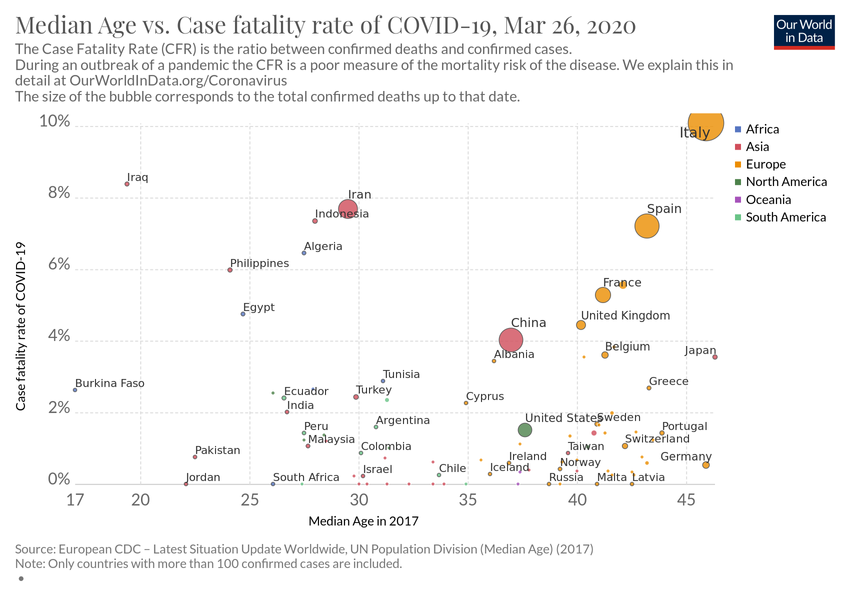 Median Age vs. Case fatality rate of COVID-19, Mar 26, 2020
Our World
in Data
The Case Fatality Rate (CFR) is the ratio between confirmed deaths and confirmed cases.
During an outbreak of a pandemic the CFR is a poor measure of the mortality risk of the disease. We explain this in
detail at OurWorldInData.org/Coronavirus
The size of the bubble corresponds to the total confirmed deaths up to that date.
10%
Italy
Africa
Asia
Europe
North America
Oceania
South America
Iraq
8%
Iran
Indonesia
Spain
Algeria
6%
Philippines
France
Egypt
United Kingdom
China
4%
Albania
Belgium
Japan
Tunisia
Burkina Faso
Ecuador
Turkey
Greece
Cyprus
India
2%
Peru
Argentina
United States
Sweden
Portugal
Malaysia
Colombia
Taiwan
Switzerland
Pakistan
Ireland
Germany
Israel
Chile
Iceland
Norway
Jordan
South Africa
Russia
Malta
Latvia
0%
17
20
25
30
35
40
45
Case fatality rate of COVID-19
Median Age in 2017
Source: European CDC – Latest Situation Update Worldwide, UN Population Division (Median Age) (2017)
Note: Only countries with more than 100 confirmed cases are included.